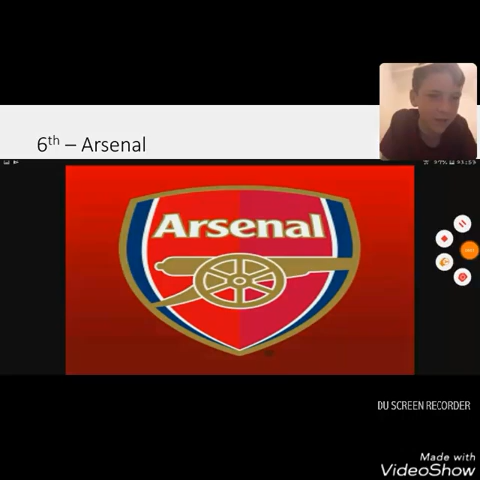 6th – Arsenal
Arsenal
DU SCREEN RECORDER
Made with
VideoShow